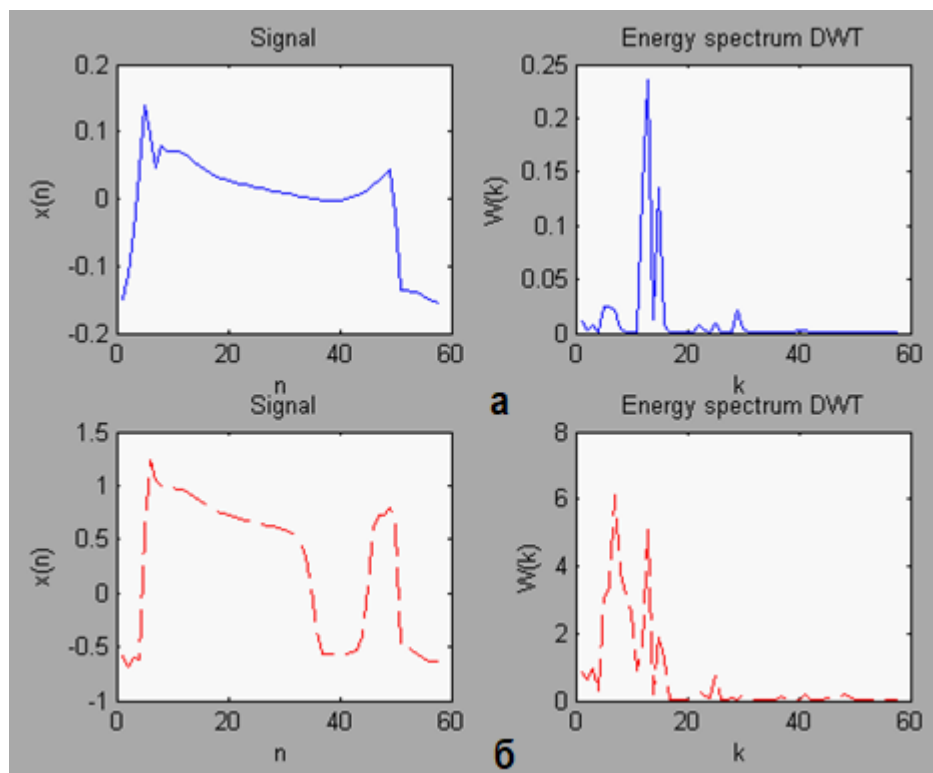 Signal
0.2
0.1
0
-0.1
-0.2
x(n)
0 20 40 60
n
Energy spectrum DWT
0.25
0.2
0.15
0.1
0.05
0
W(k)
0 20 40 60
k
а
Signal
1.5
1
0.5
0
-0.5
-1
x(n)
0 20 40 60
n
Energy spectrum DWT
8
6
4
2
0
W(k)
0 20 40 60
k
б